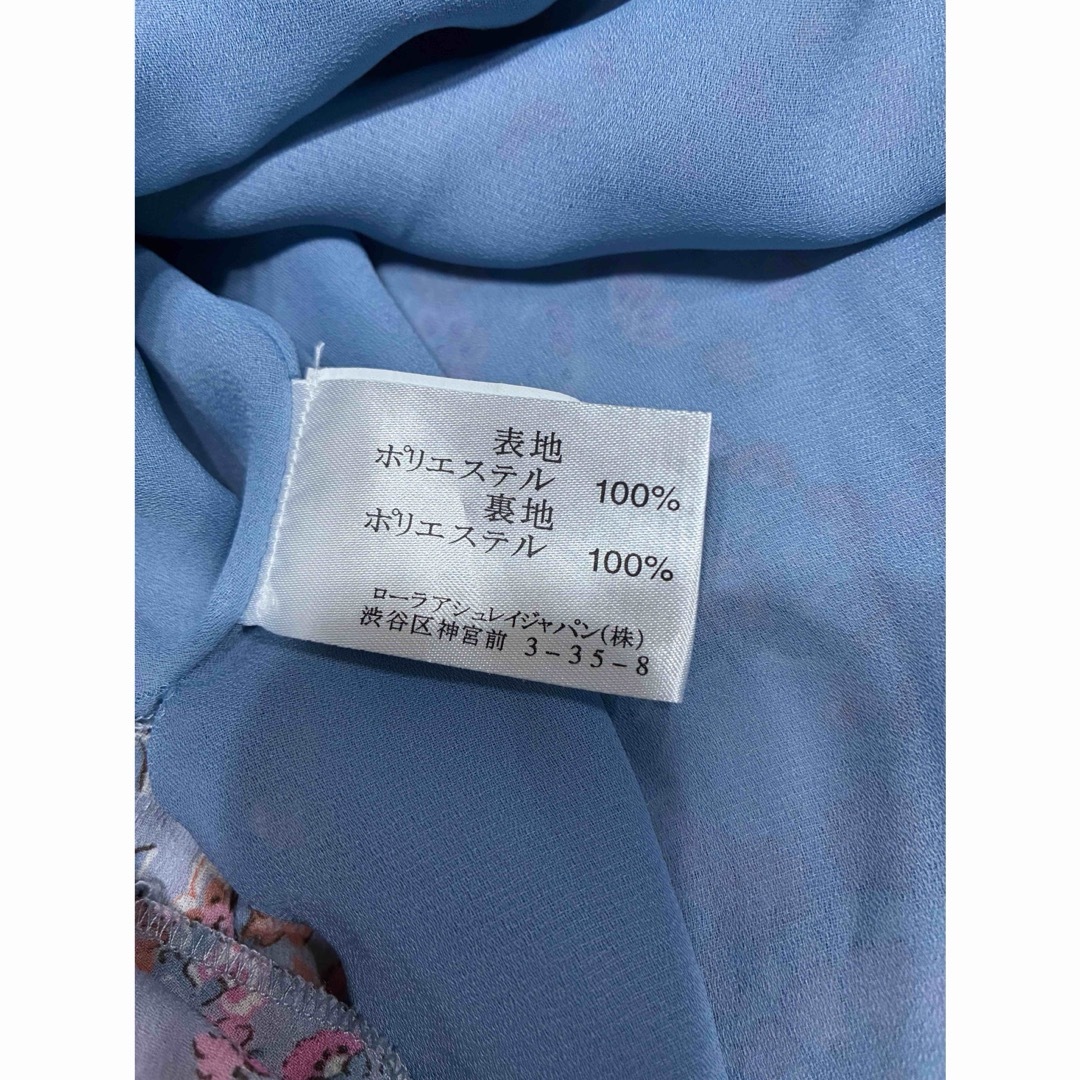 表地
ポリエステル 100%
裏地
ポリエステル 100%
ローラアシュレイジャパン(株)
渋谷区神宮前 3-35-8